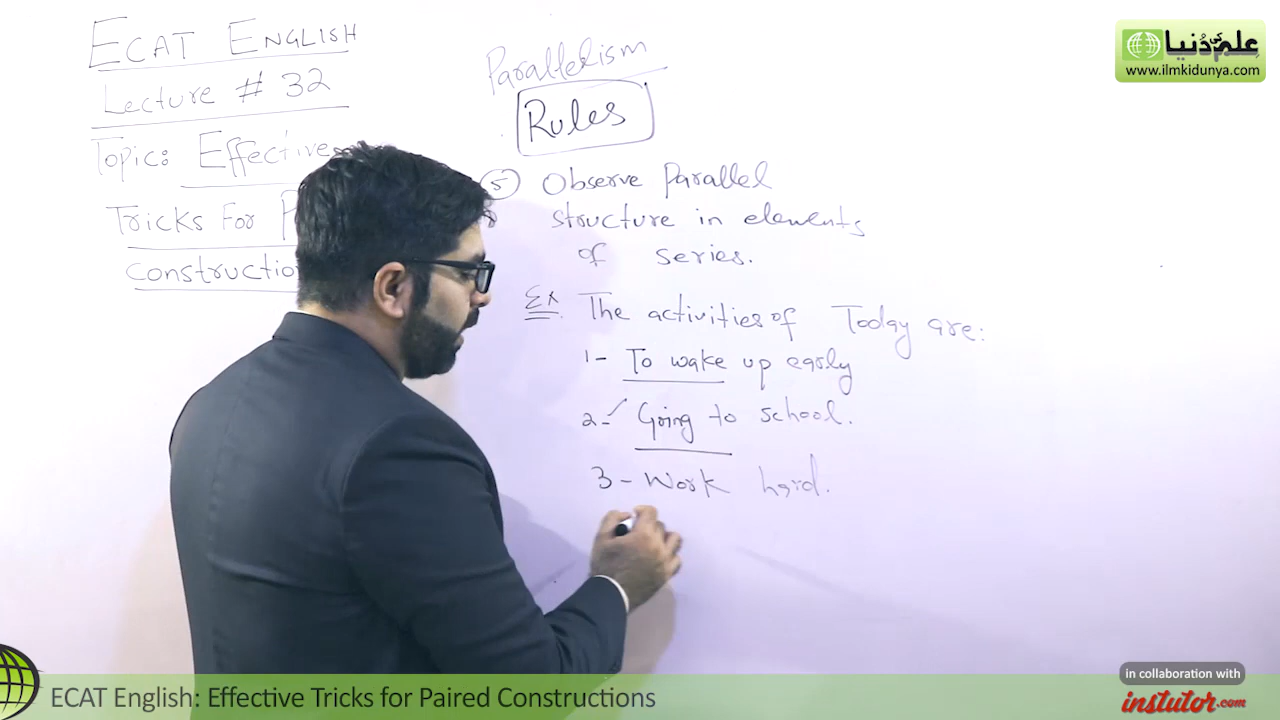 ECAT ENGLISH
Lecture # 32
Topic: Effective
Tricks For P
constructio
Parallelism
Rules
5 Observe Parallel
structure in elements
of series.
Ex The activities of Today are:
1- To wake up early
2- Going to school.
3- Work hard.
علم کی دنیا
www.ilmkidunya.com
ECAT English: Effective Tricks for Paired Constructions
in collaboration with
instutor.com